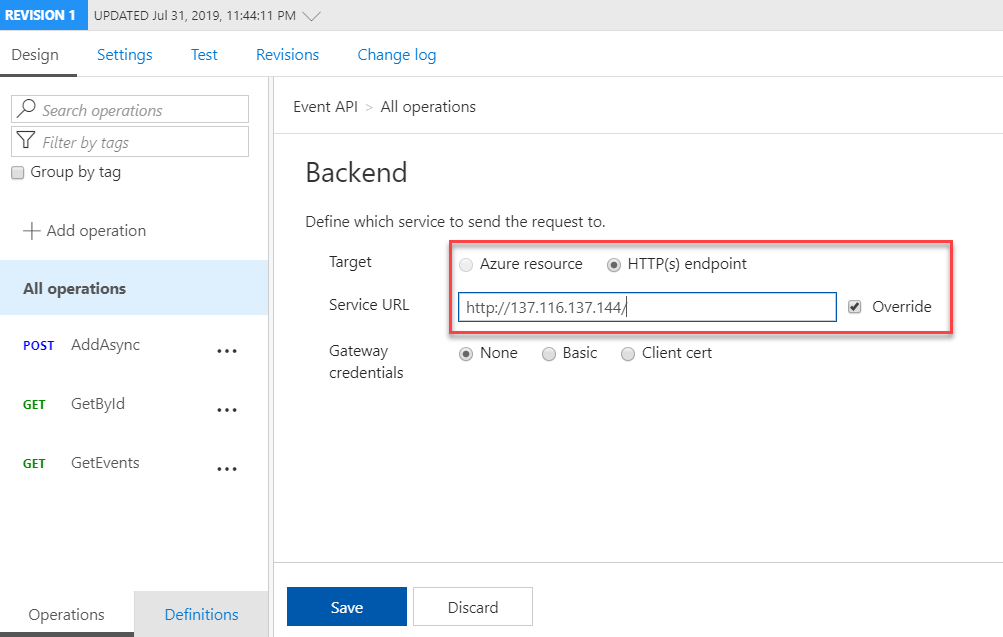 REVISION 1 UPDATED Jul 31, 2019, 11:44:11 PM
Design Settings Test Revisions Change log
Search operations
Filter by tags
Group by tag
Add operation
All operations
POST AddAsync
GET GetById
GET GetEvents
Operations Definitions
Event API > All operations
Backend
Define which service to send the request to.
Target Azure resource HTTP(s) endpoint
Service URL http://137.116.137.144/ Override
Gateway credentials None Basic Client cert
Save Discard